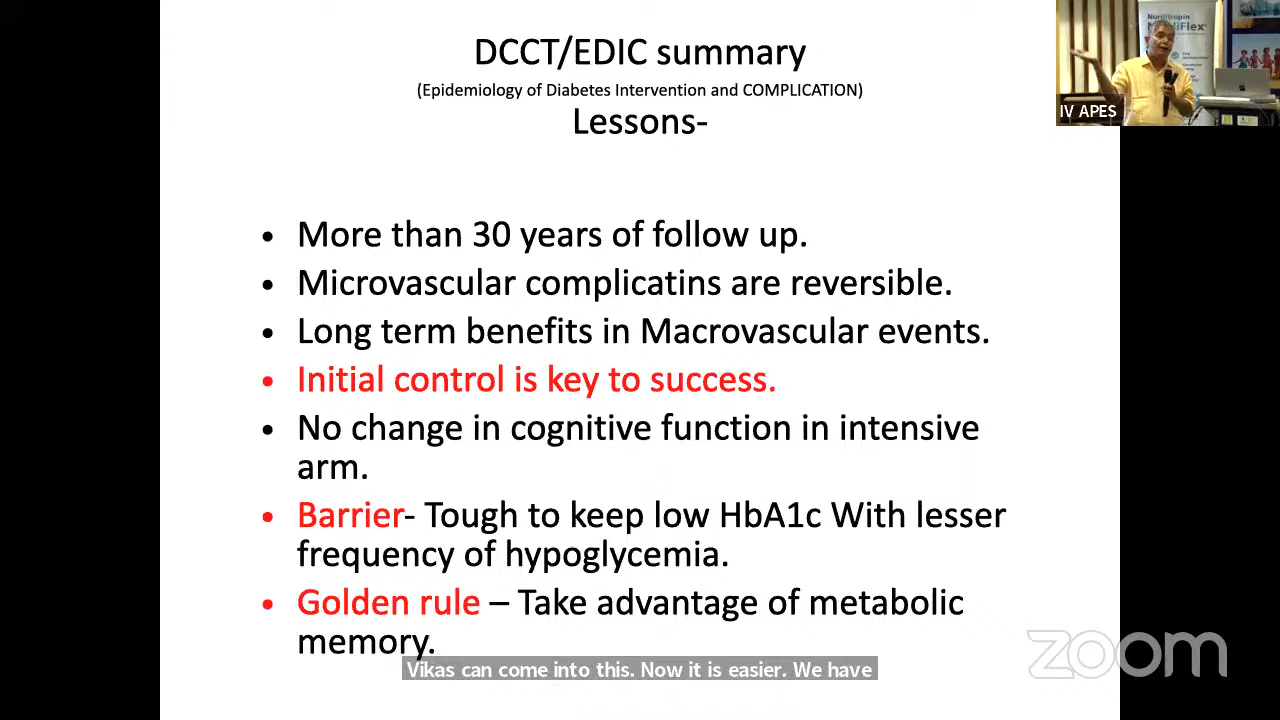 DCCT/EDIC summary
(Epidemiology of Diabetes Intervention and COMPLICATION)
Lessons-
Norditropin
NordiFlex
IV APES
• More than 30 years of follow up.
• Microvascular complicatins are reversible.
• Long term benefits in Macrovascular events.
• Initial control is key to success.
• No change in cognitive function in intensive
arm.
• Barrier- Tough to keep low HbA1c With lesser
frequency of hypoglycemia.
• Golden rule – Take advantage of metabolic
memory.
Vikas can come into this. Now it is easier. We have
zoom